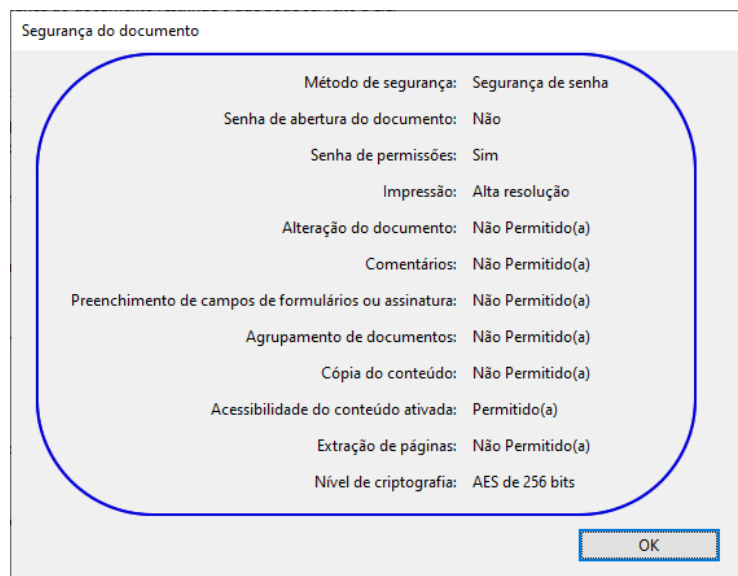 Segurança do documento
Método de segurança: Segurança de senha
Senha de abertura do documento: Não
Senha de permissões: Sim
Impressão: Alta resolução
Alteração do documento: Não Permitido(a)
Comentários: Não Permitido(a)
Preenchimento de campos de formulários ou assinatura: Não Permitido(a)
Agrupamento de documentos: Não Permitido(a)
Cópia do conteúdo: Não Permitido(a)
Acessibilidade do conteúdo ativada: Permitido(a)
Extração de páginas: Não Permitido(a)
Nível de criptografia: AES de 256 bits
OK